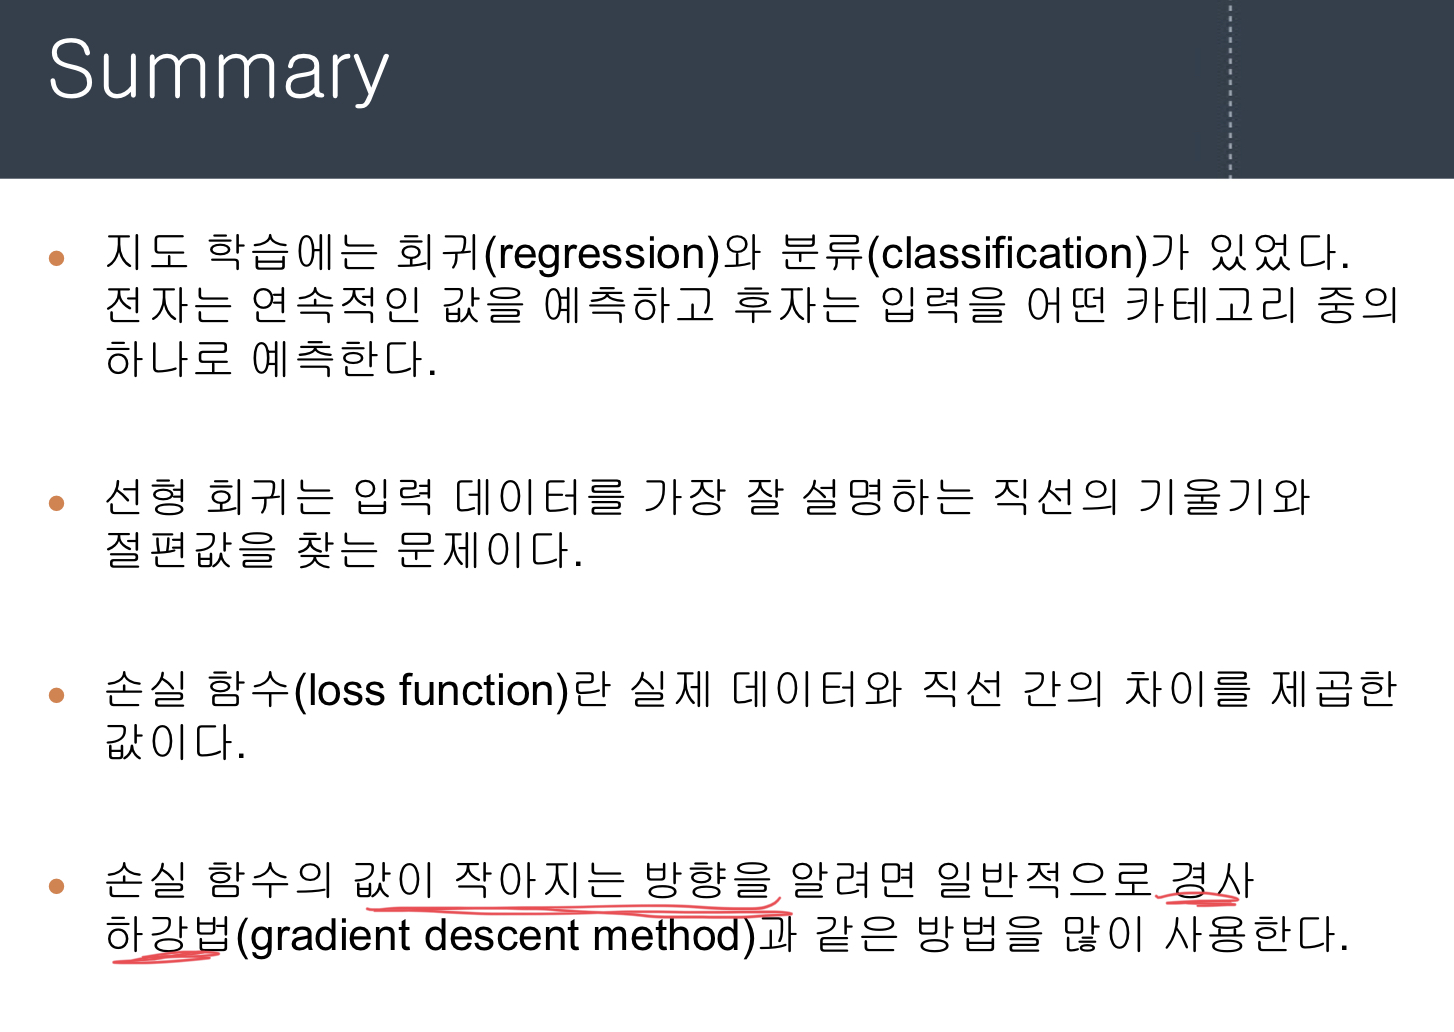 Summary
• 지도 학습에는 회귀(regression)와 분류(classification)가 있었다.
전자는 연속적인 값을 예측하고 후자는 입력을 어떤 카테고리 중의
하나로 예측한다.
• 선형 회귀는 입력 데이터를 가장 잘 설명하는 직선의 기울기와
절편값을 찾는 문제이다.
• 손실 함수(loss function)란 실제 데이터와 직선 간의 차이를 제곱한
값이다.
• 손실 함수의 값이 작아지는 방향을 알려면 일반적으로 경사
하강법(gradient descent method)과 같은 방법을 많이 사용한다.